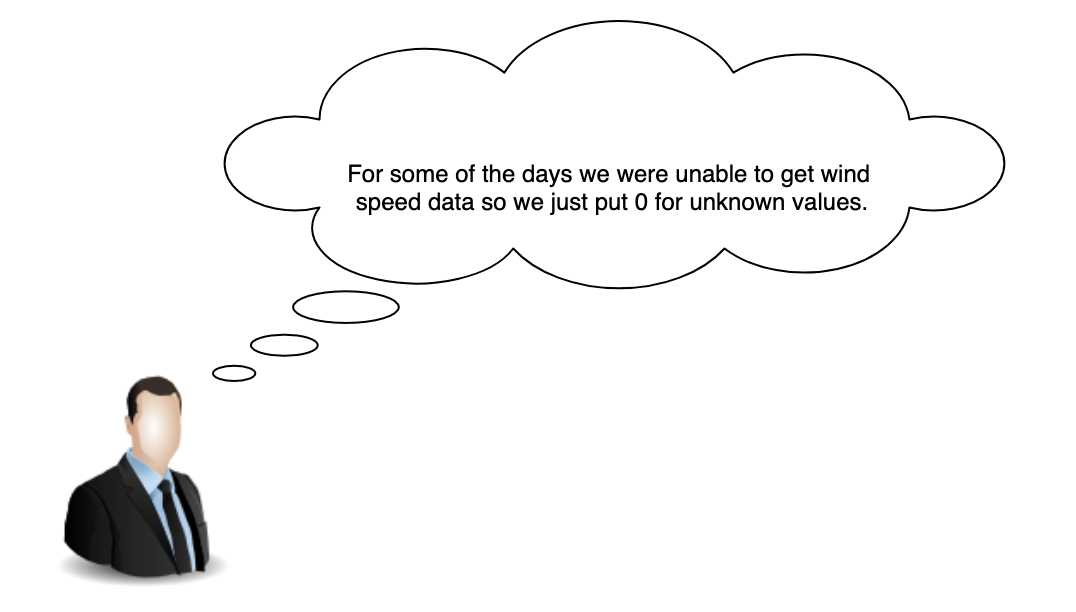 For some of the days we were unable to get wind
speed data so we just put 0 for unknown values.